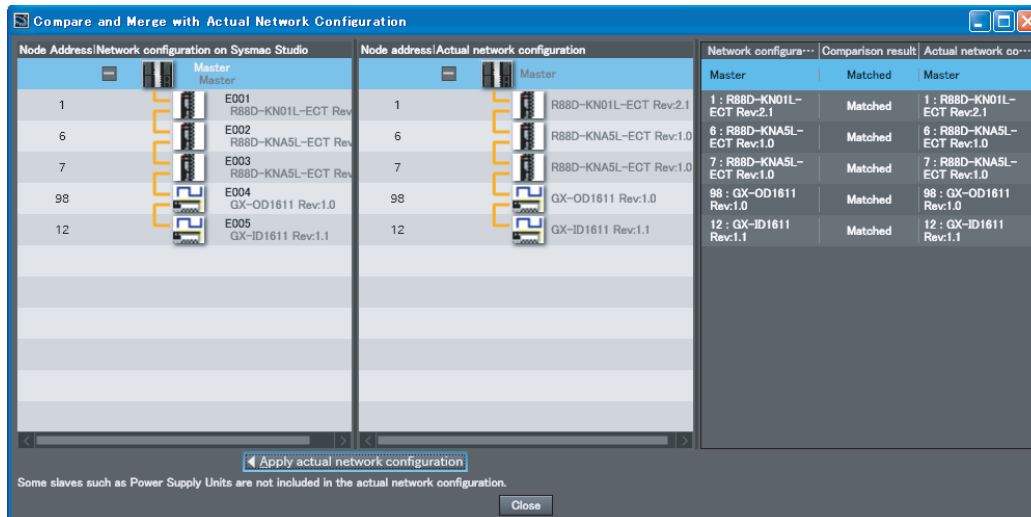 Compare and Merge with Actual Network Configuration
Node Address|Network configuration on Sysmac Studio
Master
Master
1
E001
R88D-KN01L-ECT Rev
6
E002
R88D-KNA5L-ECT Rev
7
E003
R88D-KNA5L-ECT Rev
98
E004
GX-OD1611 Rev:1.0
12
E005
GX-ID1611 Rev:1.1
Node address|Actual network configuration
Master
1
R88D-KN01L-ECT Rev:2.1
6
R88D-KNA5L-ECT Rev:1.0
7
R88D-KNA5L-ECT Rev:1.0
98
GX-OD1611 Rev:1.0
12
GX-ID1611 Rev:1.1
Network configura… Comparison result Actual network co…
Master Matched Master
1 : R88D-KN01L-
ECT Rev:2.1
Matched
1 : R88D-KN01L-
ECT Rev:2.1
6 : R88D-KNA5L-
ECT Rev:1.0
Matched
6 : R88D-KNA5L-
ECT Rev:1.0
7 : R88D-KNA5L-
ECT Rev:1.0
Matched
7 : R88D-KNA5L-
ECT Rev:1.0
98 : GX-OD1611
Rev:1.0
Matched
98 : GX-OD1611
Rev:1.0
12 : GX-ID1611
Rev:1.1
Matched
12 : GX-ID1611
Rev:1.1
Apply actual network configuration
Some slaves such as Power Supply Units are not included in the actual network configuration.
Close